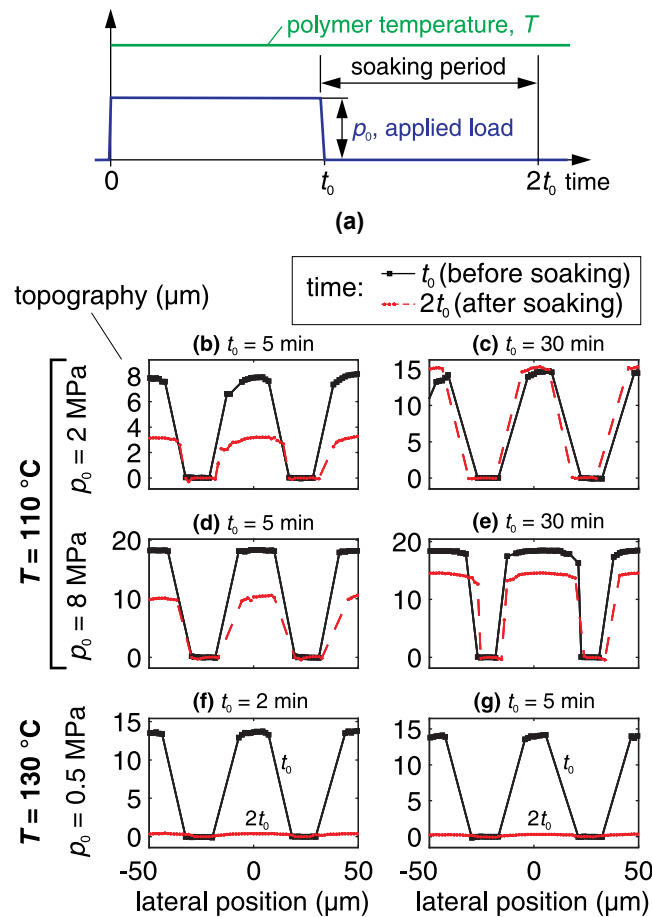 polymer temperature, T
soaking period
p₀, applied load
0
t₀
2t₀ time
(a)
topography (µm)
time:
t₀ (before soaking)
2t₀ (after soaking)
T = 110 °C
p₀ = 2 MPa
(b) t₀ = 5 min
8
6
4
2
0
(c) t₀ = 30 min
15
10
5
0
p₀ = 8 MPa
(d) t₀ = 5 min
20
10
0
(e) t₀ = 30 min
20
10
0
T = 130 °C
p₀ = 0.5 MPa
(f) t₀ = 2 min
15
10
5
0
t₀
2t₀
-50 0 50
lateral position (µm)
(g) t₀ = 5 min
15
10
5
0
t₀
2t₀
-50 0 50
lateral position (µm)